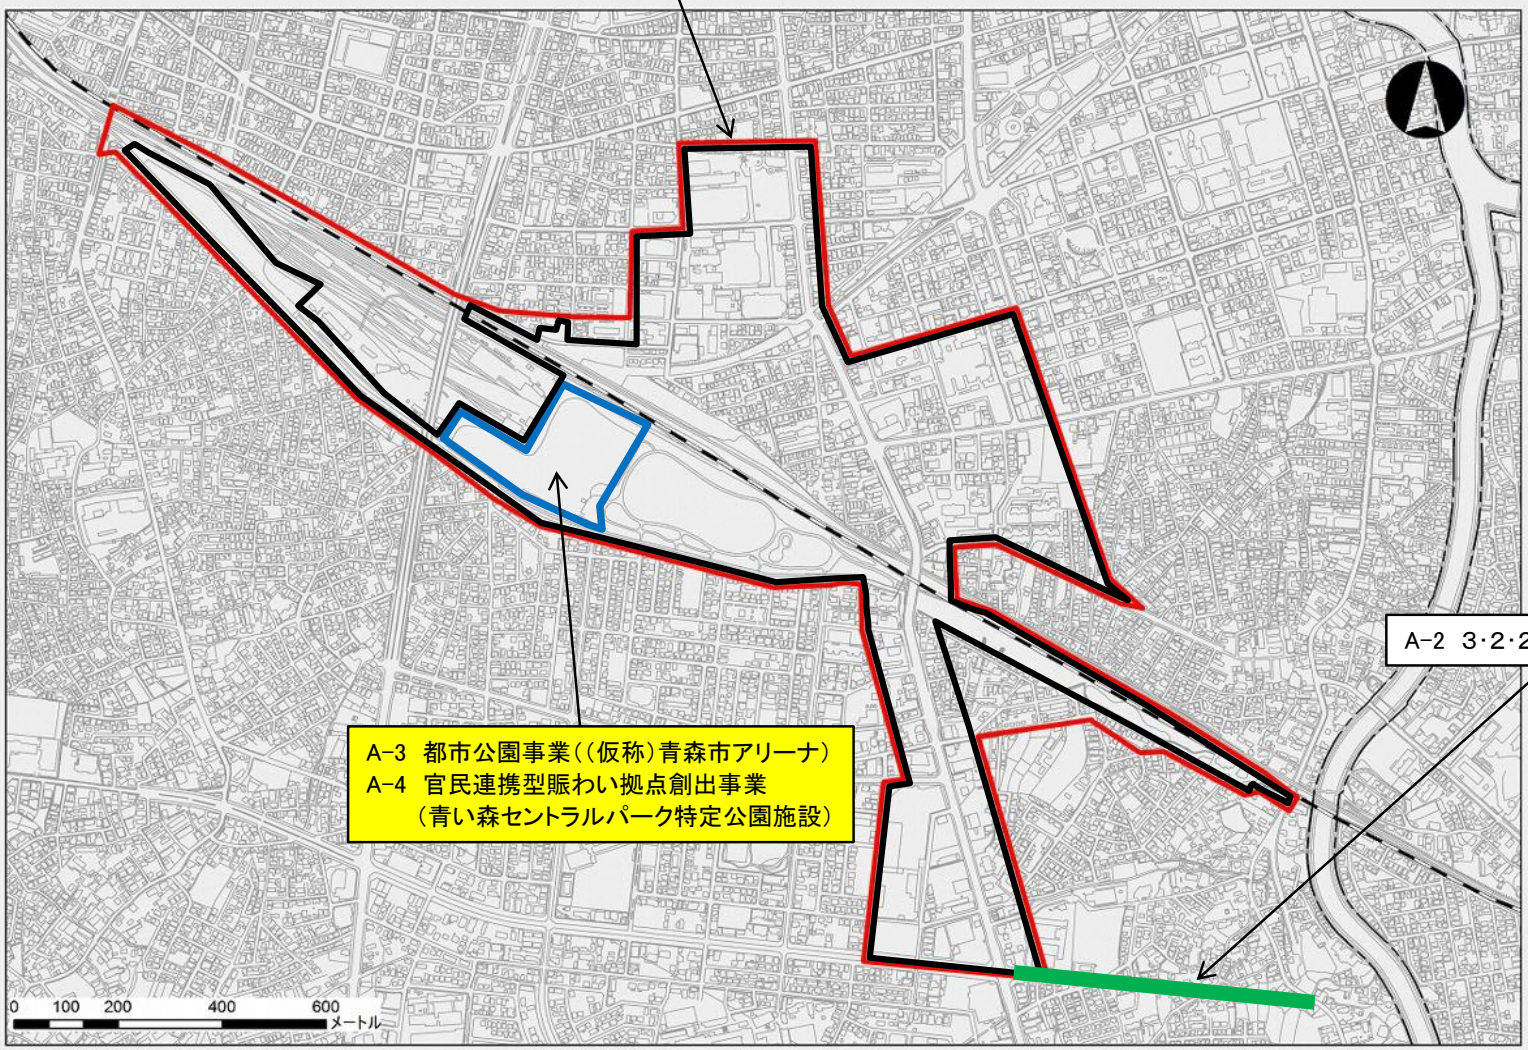 A-2 3・2・2
A-3 都市公園事業((仮称)青森市アリーナ)
A-4 官民連携型賑わい拠点創出事業
(青い森セントラルパーク特定公園施設)
0 100 200 400 600
メートル